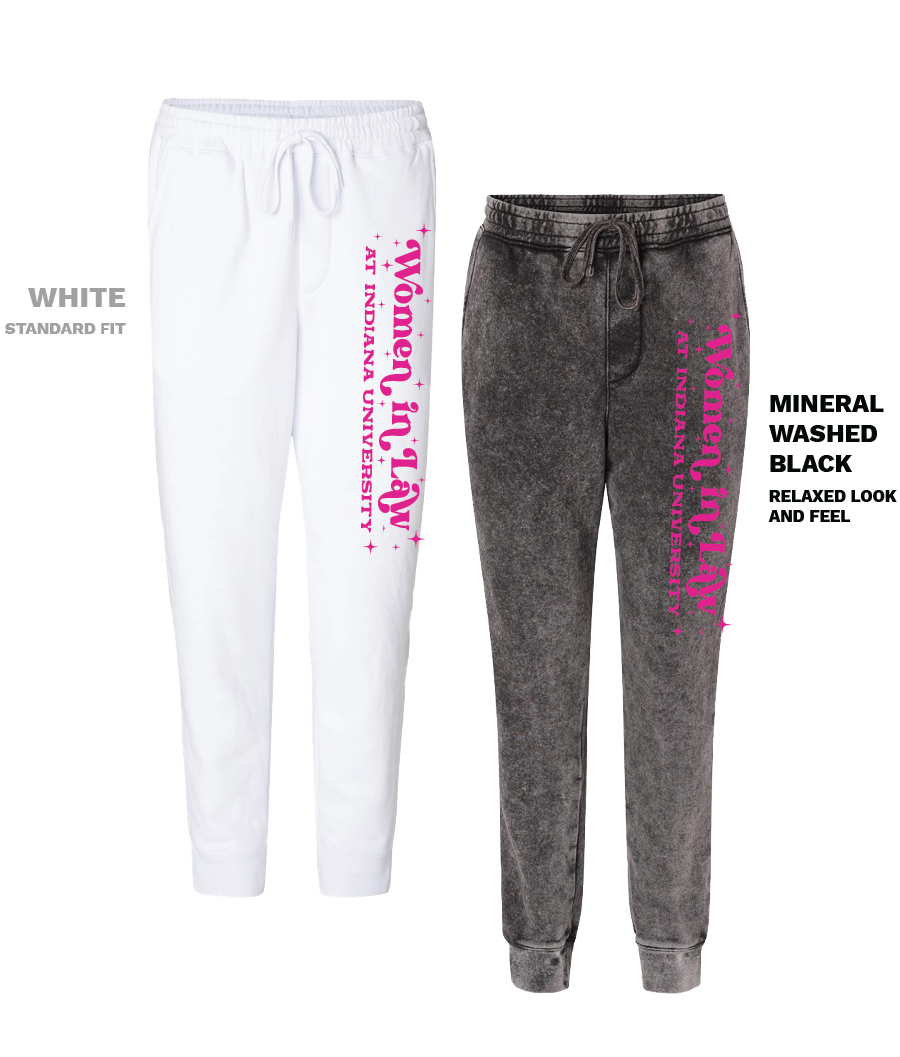 WHITE
STANDARD FIT
Women in Law
AT INDIANA UNIVERSITY
Women in Law
AT INDIANA UNIVERSITY
MINERAL
WASHED
BLACK
RELAXED LOOK
AND FEEL